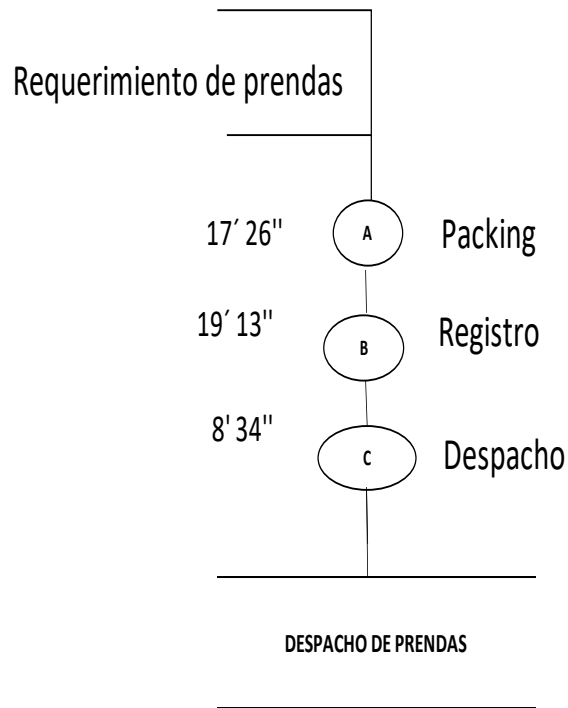 Requerimiento de prendas
17´ 26" A Packing
19´ 13" B Registro
8' 34" C Despacho
DESPACHO DE PRENDAS